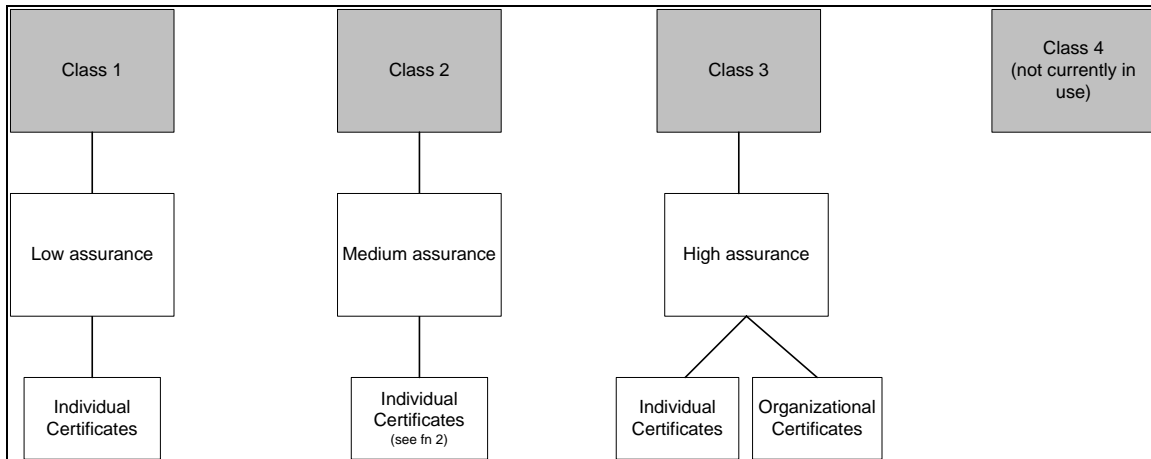 Class 1
Class 2
Class 3
Class 4
(not currently in
use)
Low assurance
Medium assurance
High assurance
Individual
Certificates
Individual
Certificates
(see fn 2)
Individual
Certificates
Organizational
Certificates